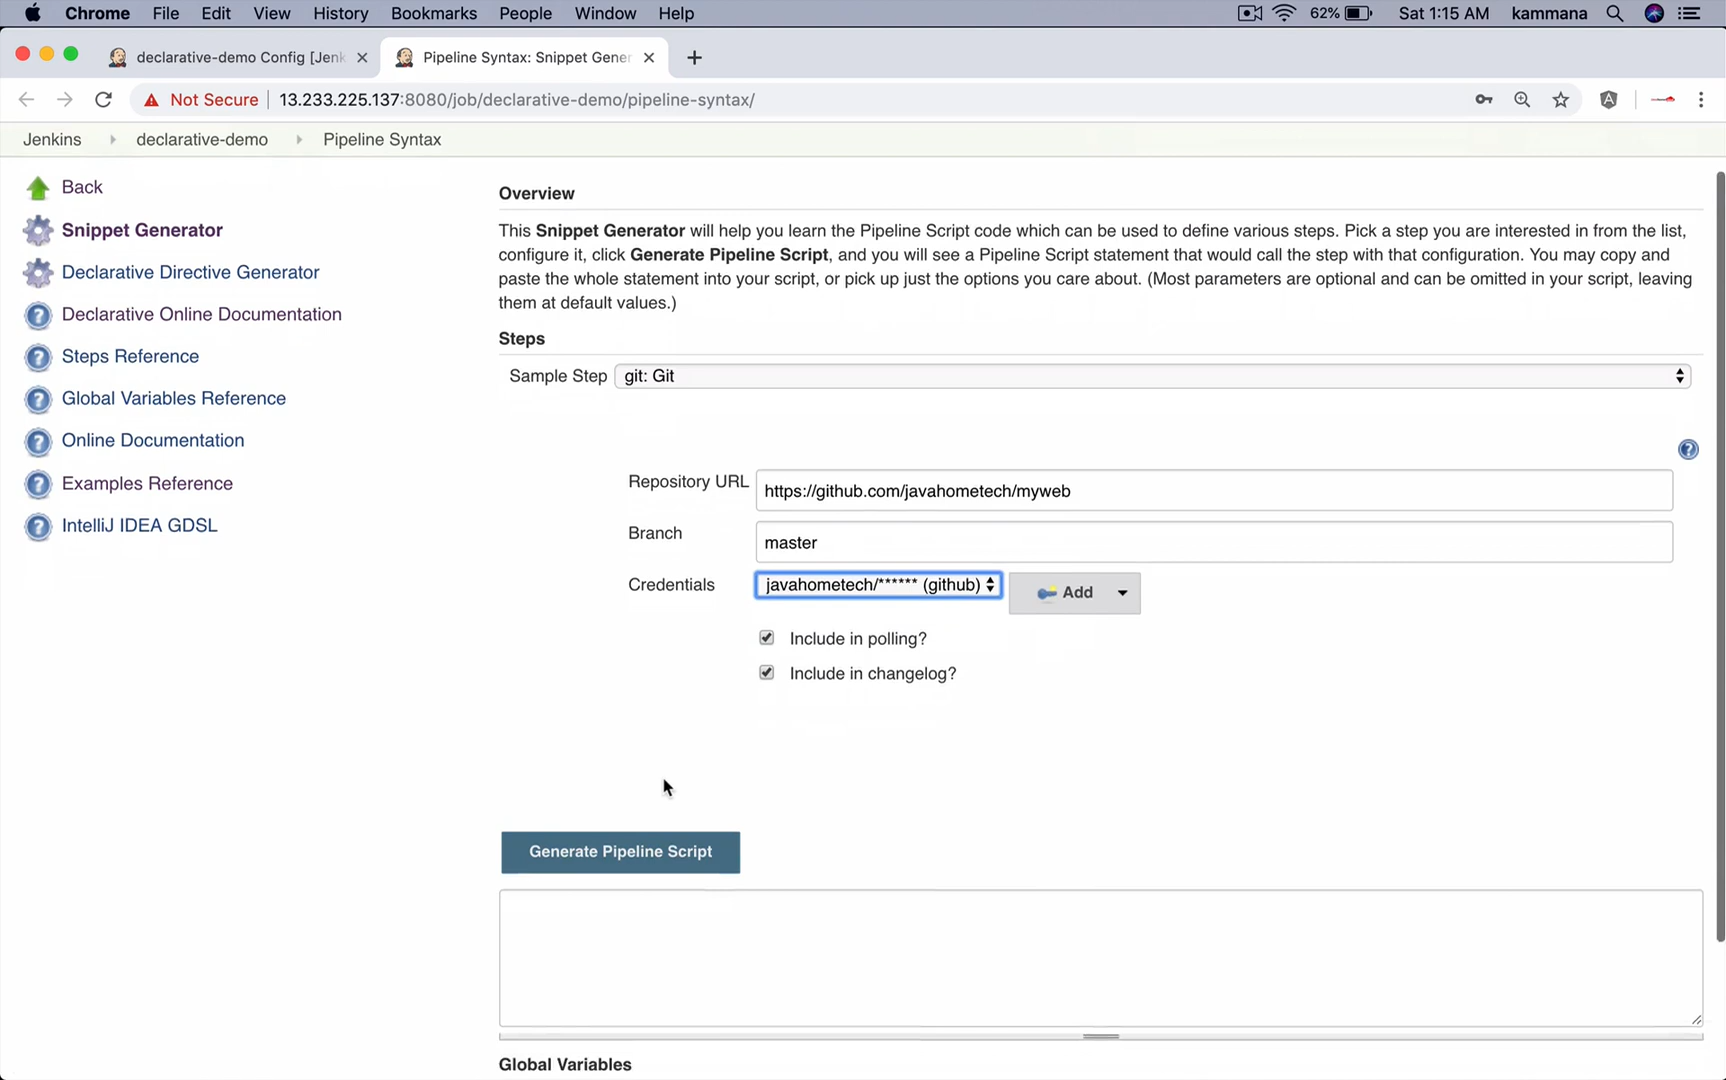 Chrome File Edit View History Bookmarks People Window Help 62% Sat 1:15 AM kammana
declarative-demo Config [Jenk
Pipeline Syntax: Snippet Gener
Not Secure 13.233.225.137:8080/job/declarative-demo/pipeline-syntax/
Jenkins declarative-demo Pipeline Syntax
Back
Snippet Generator
Declarative Directive Generator
Declarative Online Documentation
Steps Reference
Global Variables Reference
Online Documentation
Examples Reference
IntelliJ IDEA GDSL
Overview
This Snippet Generator will help you learn the Pipeline Script code which can be used to define various steps. Pick a step you are interested in from the list,
configure it, click Generate Pipeline Script, and you will see a Pipeline Script statement that would call the step with that configuration. You may copy and
paste the whole statement into your script, or pick up just the options you care about. (Most parameters are optional and can be omitted in your script, leaving
them at default values.)
Steps
Sample Step git: Git
Repository URL https://github.com/javahometech/myweb
Branch master
Credentials javahometech/****** (github) Add
Include in polling?
Include in changelog?
Generate Pipeline Script
Global Variables